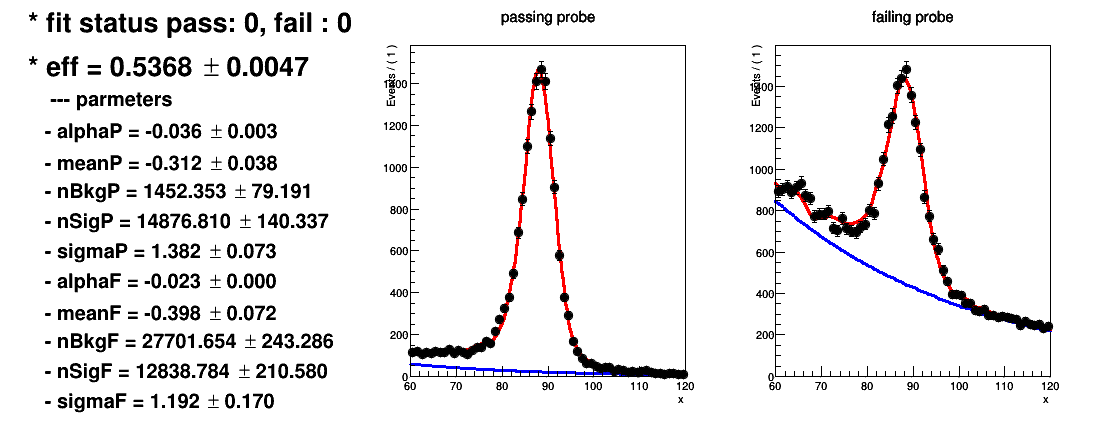 * fit status pass: 0, fail : 0
* eff = 0.5368 ± 0.0047
--- parmeters
- alphaP = -0.036 ± 0.003
- meanP = -0.312 ± 0.038
- nBkgP = 1452.353 ± 79.191
- nSigP = 14876.810 ± 140.337
- sigmaP = 1.382 ± 0.073
- alphaF = -0.023 ± 0.000
- meanF = -0.398 ± 0.072
- nBkgF = 27701.654 ± 243.286
- nSigF = 12838.784 ± 210.580
- sigmaF = 1.192 ± 0.170
passing probe
Events / ( 1 )
1400
1200
1000
800
600
400
200
0
60 70 80 90 100 110 120
x
failing probe
Events / ( 1 )
1400
1200
1000
800
600
400
200
0
60 70 80 90 100 110 120
x